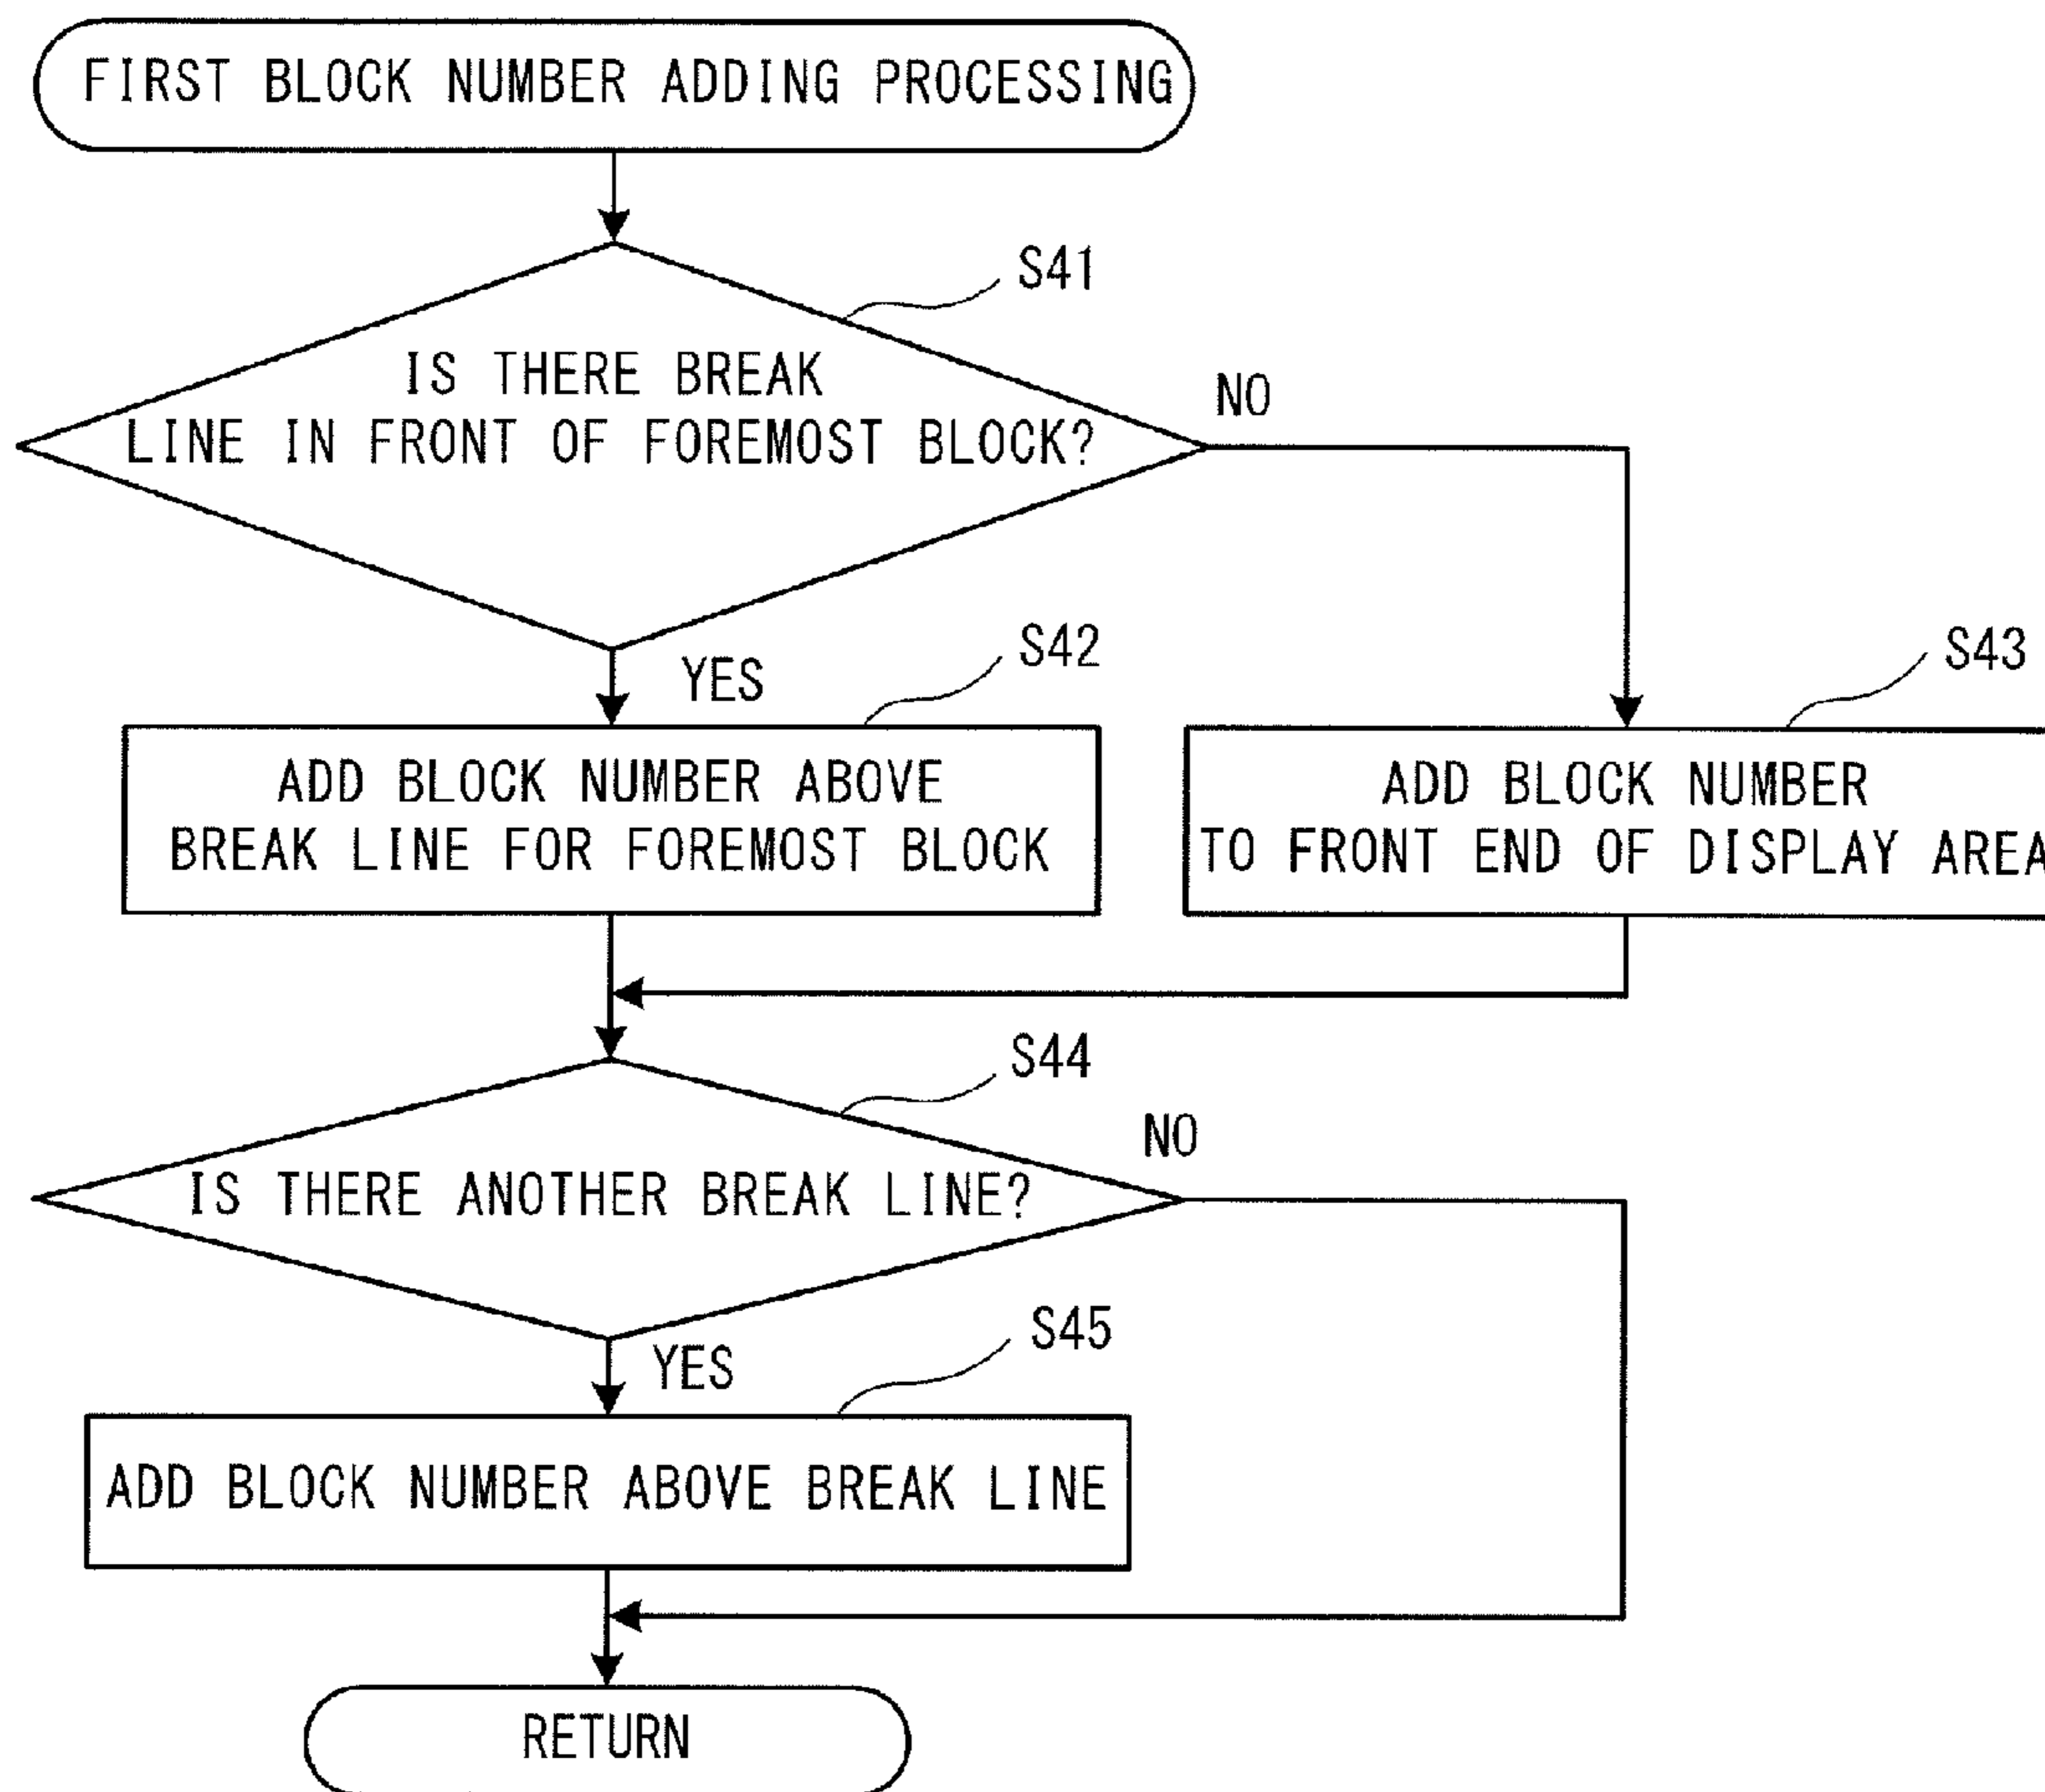 FIRST BLOCK NUMBER ADDING PROCESSING
S41
IS THERE BREAK
LINE IN FRONT OF FOREMOST BLOCK?
NO
YES
S42
S43
ADD BLOCK NUMBER ABOVE
BREAK LINE FOR FOREMOST BLOCK
ADD BLOCK NUMBER
TO FRONT END OF DISPLAY AREA
S44
NO
IS THERE ANOTHER BREAK LINE?
YES
S45
ADD BLOCK NUMBER ABOVE BREAK LINE
RETURN